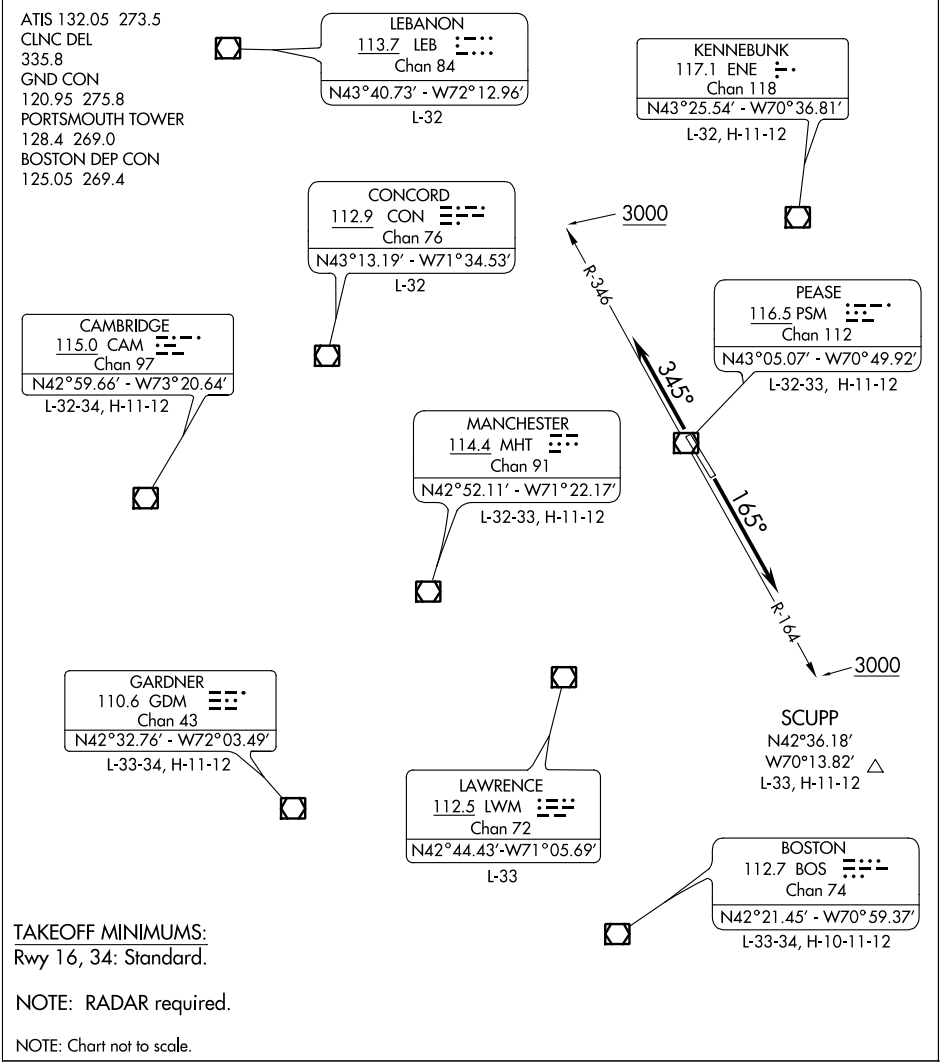 ATIS 132.05 273.5
CLNC DEL
335.8
GND CON
120.95 275.8
PORTSMOUTH TOWER
128.4 269.0
BOSTON DEP CON
125.05 269.4
LEBANON
113.7 LEB
Chan 84
N43°40.73′ - W72°12.96′
L-32
KENNEBUNK
117.1 ENE
Chan 118
N43°25.54′ - W70°36.81′
L-32, H-11-12
CONCORD
112.9 CON
Chan 76
N43°13.19′ - W71°34.53′
L-32
3000
R-346
PEASE
116.5 PSM
Chan 112
N43°05.07′ - W70°49.92′
L-32-33, H-11-12
CAMBRIDGE
115.0 CAM
Chan 97
N42°59.66′ - W73°20.64′
L-32-34, H-11-12
345°
MANCHESTER
114.4 MHT
Chan 91
N42°52.11′ - W71°22.17′
L-32-33, H-11-12
165°
R-164
3000
GARDNER
110.6 GDM
Chan 43
N42°32.76′ - W72°03.49′
L-33-34, H-11-12
SCUPP
N42°36.18′
W70°13.82′
L-33, H-11-12
LAWRENCE
112.5 LWM
Chan 72
N42°44.43′-W71°05.69′
L-33
BOSTON
112.7 BOS
Chan 74
N42°21.45′ - W70°59.37′
L-33-34, H-10-11-12
TAKEOFF MINIMUMS:
Rwy 16, 34: Standard.
NOTE: RADAR required.
NOTE: Chart not to scale.